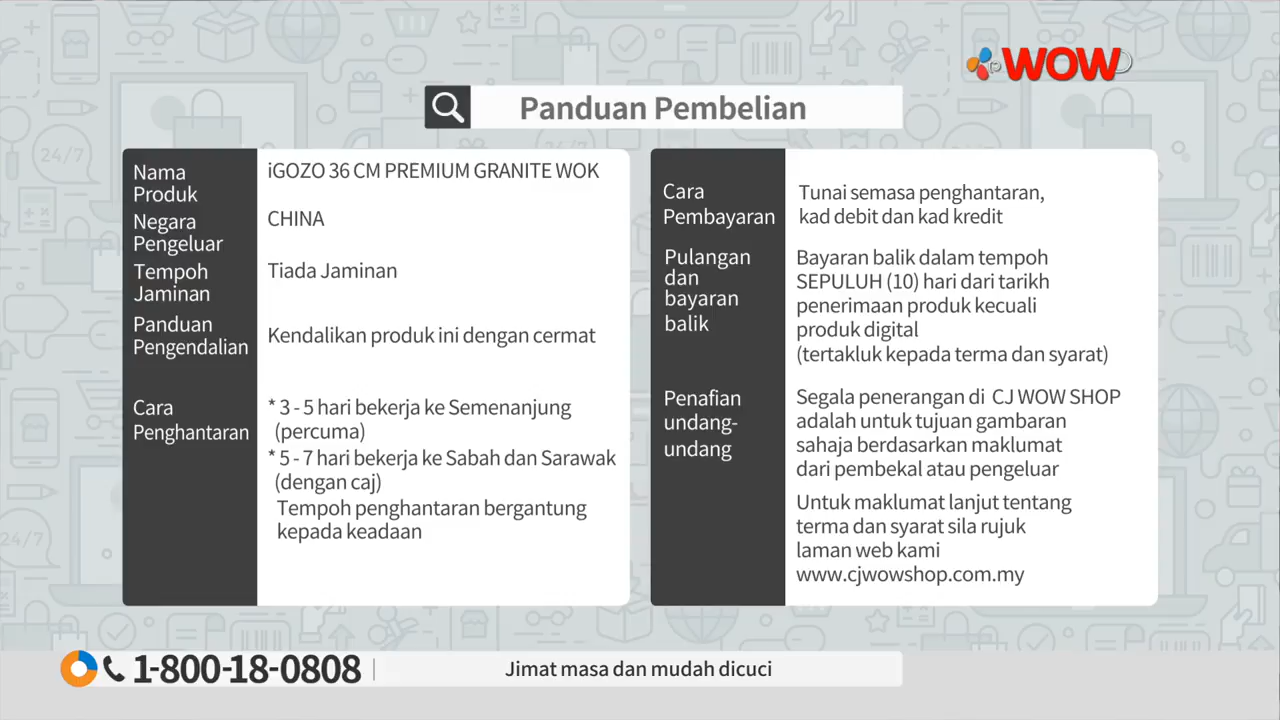 WOW
Panduan Pembelian
Nama
Produk
iGOZO 36 CM PREMIUM GRANITE WOK
Negara
Pengeluar
CHINA
Tempoh
Jaminan
Tiada Jaminan
Panduan
Pengendalian
Kendalikan produk ini dengan cermat
Cara
Penghantaran
* 3 - 5 hari bekerja ke Semenanjung
(percuma)
* 5 - 7 hari bekerja ke Sabah dan Sarawak
(dengan caj)
Tempoh penghantaran bergantung
kepada keadaan
Cara
Pembayaran
Tunai semasa penghantaran,
kad debit dan kad kredit
Pulangan
dan
bayaran
balik
Bayaran balik dalam tempoh
SEPULUH (10) hari dari tarikh
penerimaan produk kecuali
produk digital
(tertakluk kepada terma dan syarat)
Penafian
undang-
undang
Segala penerangan di CJ WOW SHOP
adalah untuk tujuan gambaran
sahaja berdasarkan maklumat
dari pembekal atau pengeluar
Untuk maklumat lanjut tentang
terma dan syarat sila rujuk
laman web kami
www.cjwowshop.com.my
24/7
24/7
1-800-18-0808
Jimat masa dan mudah dicuci